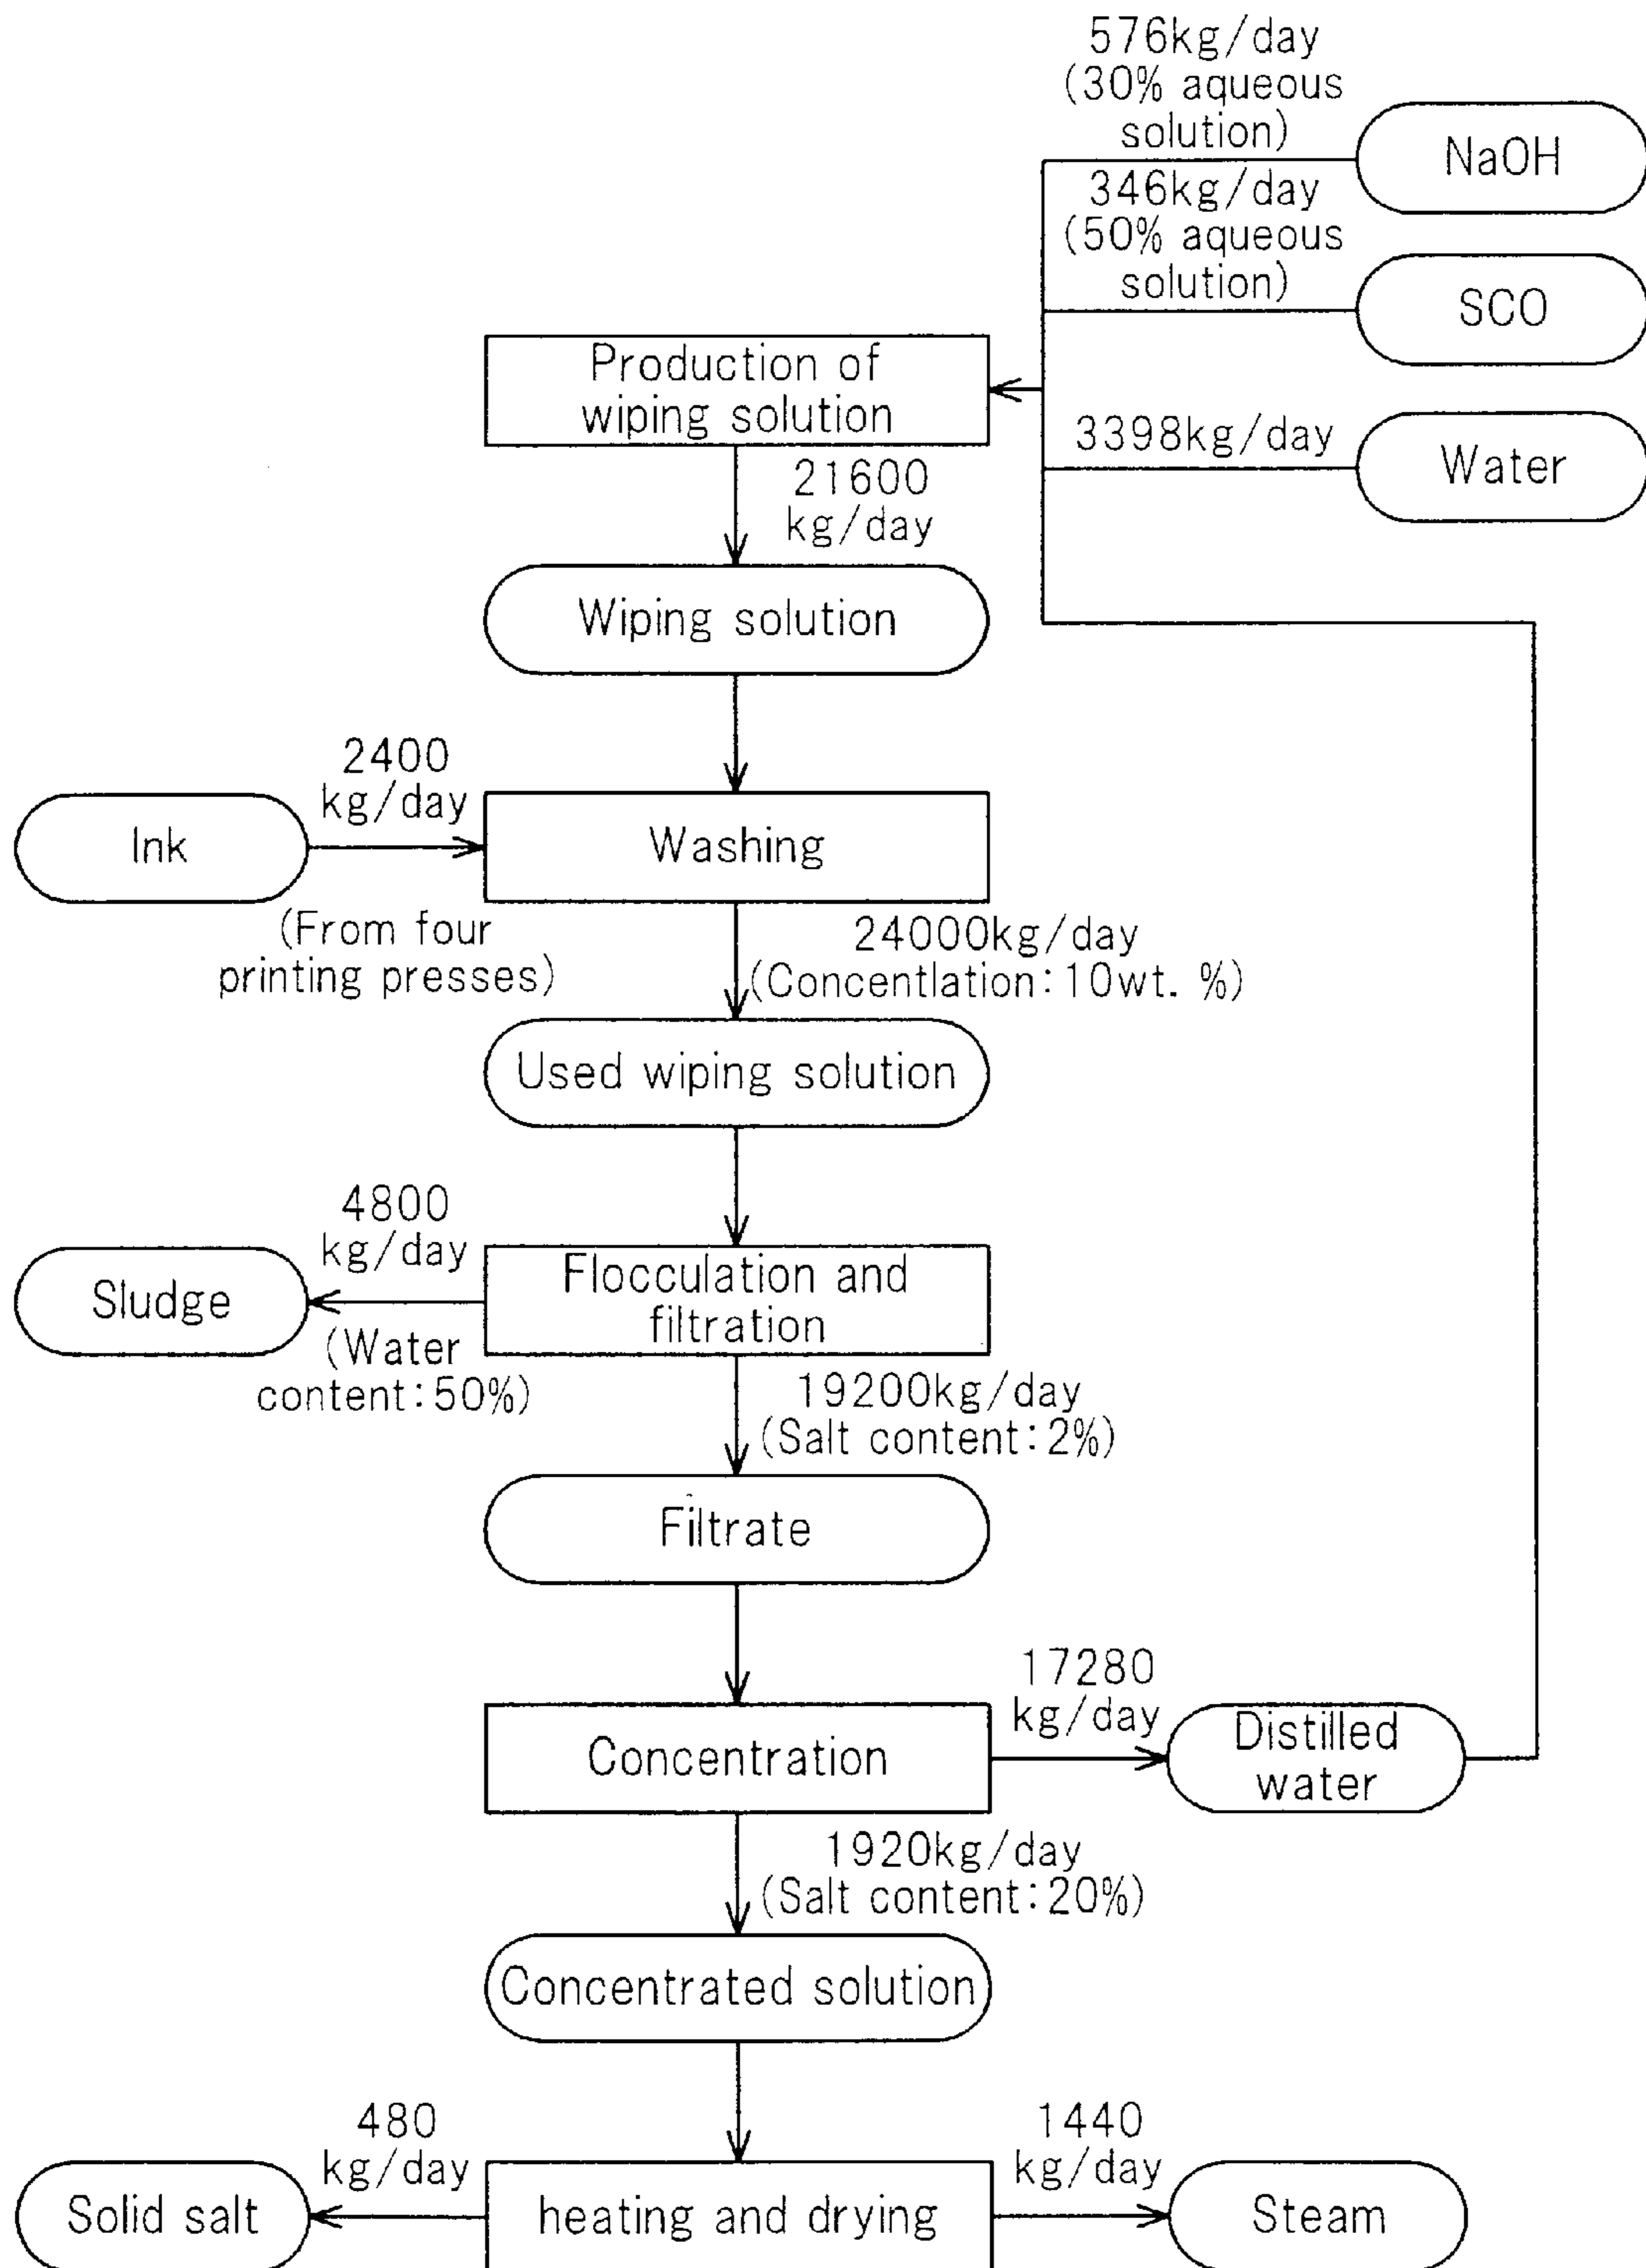 576kg/day
(30% aqueous
solution)
NaOH
346kg/day
(50% aqueous
solution)
SCO
Production of
wiping solution
3398kg/day
Water
21600
kg/day
Wiping solution
2400
kg/day
Ink
Washing
(From four
printing presses)
24000kg/day
(Concentlation:10wt. %)
Used wiping solution
4800
kg/day
Sludge
Flocculation and
filtration
(Water
content:50%)
19200kg/day
(Salt content:2%)
Filtrate
17280
kg/day
Concentration
Distilled
water
1920kg/day
(Salt content:20%)
Concentrated solution
480
kg/day
1440
kg/day
Solid salt
heating and drying
Steam